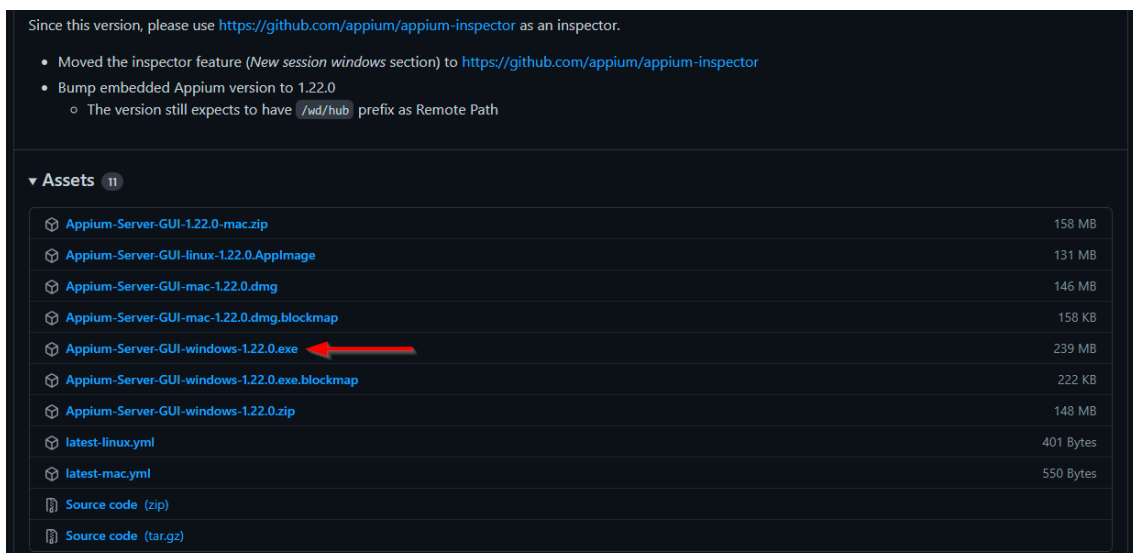 Since this version, please use https://github.com/appium/appium-inspector as an inspector.
Moved the inspector feature (New session windows section) to https://github.com/appium/appium-inspector
Bump embedded Appium version to 1.22.0
The version still expects to have /wd/hub prefix as Remote Path
Assets 11
Appium-Server-GUI-1.22.0-mac.zip 158 MB
Appium-Server-GUI-linux-1.22.0.AppImage 131 MB
Appium-Server-GUI-mac-1.22.0.dmg 146 MB
Appium-Server-GUI-mac-1.22.0.dmg.blockmap 158 KB
Appium-Server-GUI-windows-1.22.0.exe 239 MB
Appium-Server-GUI-windows-1.22.0.exe.blockmap 222 KB
Appium-Server-GUI-windows-1.22.0.zip 148 MB
latest-linux.yml 401 Bytes
latest-mac.yml 550 Bytes
Source code (zip)
Source code (tar.gz)